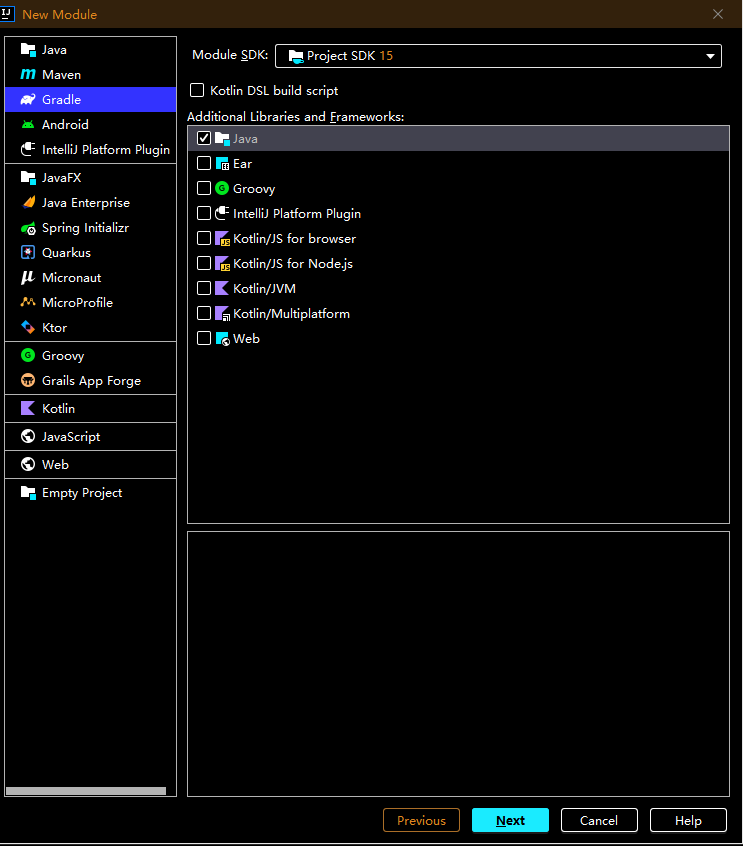 New Module
Java
Maven
Gradle
Android
IntelliJ Platform Plugin
JavaFX
Java Enterprise
Spring Initializr
Quarkus
Micronaut
MicroProfile
Ktor
Groovy
Grails App Forge
Kotlin
JavaScript
Web
Empty Project
Module SDK: Project SDK 15
Kotlin DSL build script
Additional Libraries and Frameworks:
Java
Ear
Groovy
IntelliJ Platform Plugin
Kotlin/JS for browser
Kotlin/JS for Node.js
Kotlin/JVM
Kotlin/Multiplatform
Web
Previous Next Cancel Help